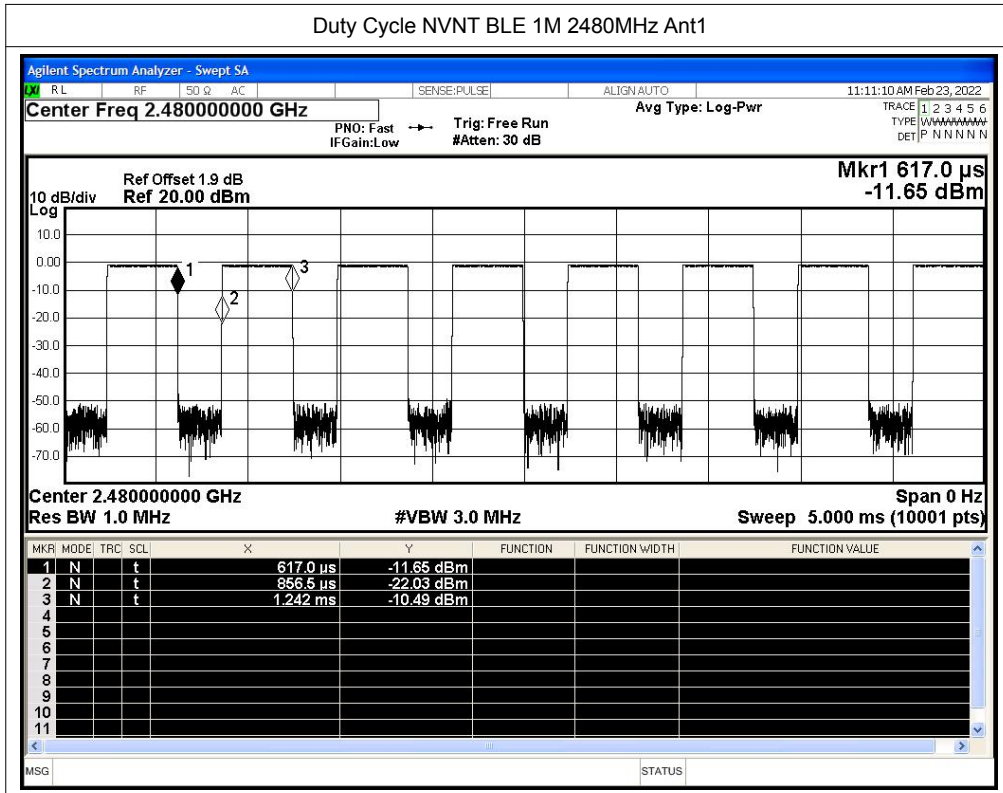 Duty Cycle NVNT BLE 1M 2480MHz Ant1
Agilent Spectrum Analyzer - Swept SA
LXI RL RF 50 Ω AC SENSE:PULSE ALIGN AUTO 11:11:10 AM Feb 23, 2022
Center Freq 2.480000000 GHz Avg Type: Log-Pwr TRACE 1 2 3 4 5 6
PNO: Fast Trig: Free Run TYPE
IFGain:Low #Atten: 30 dB DET P N N N N N
Mkr1 617.0 µs
-11.65 dBm
Ref Offset 1.9 dB
10 dB/div Ref 20.00 dBm
Log
10.0
0.00
-10.0
-20.0
-30.0
-40.0
-50.0
-60.0
-70.0
1
2
3
Center 2.480000000 GHz Span 0 Hz
Res BW 1.0 MHz #VBW 3.0 MHz Sweep 5.000 ms (10001 pts)
MKR MODE TRC SCL X Y FUNCTION FUNCTION WIDTH FUNCTION VALUE
1 N t 617.0 µs -11.65 dBm
2 N t 856.5 µs -22.03 dBm
3 N t 1.242 ms -10.49 dBm
4
5
6
7
8
9
10
11
MSG STATUS